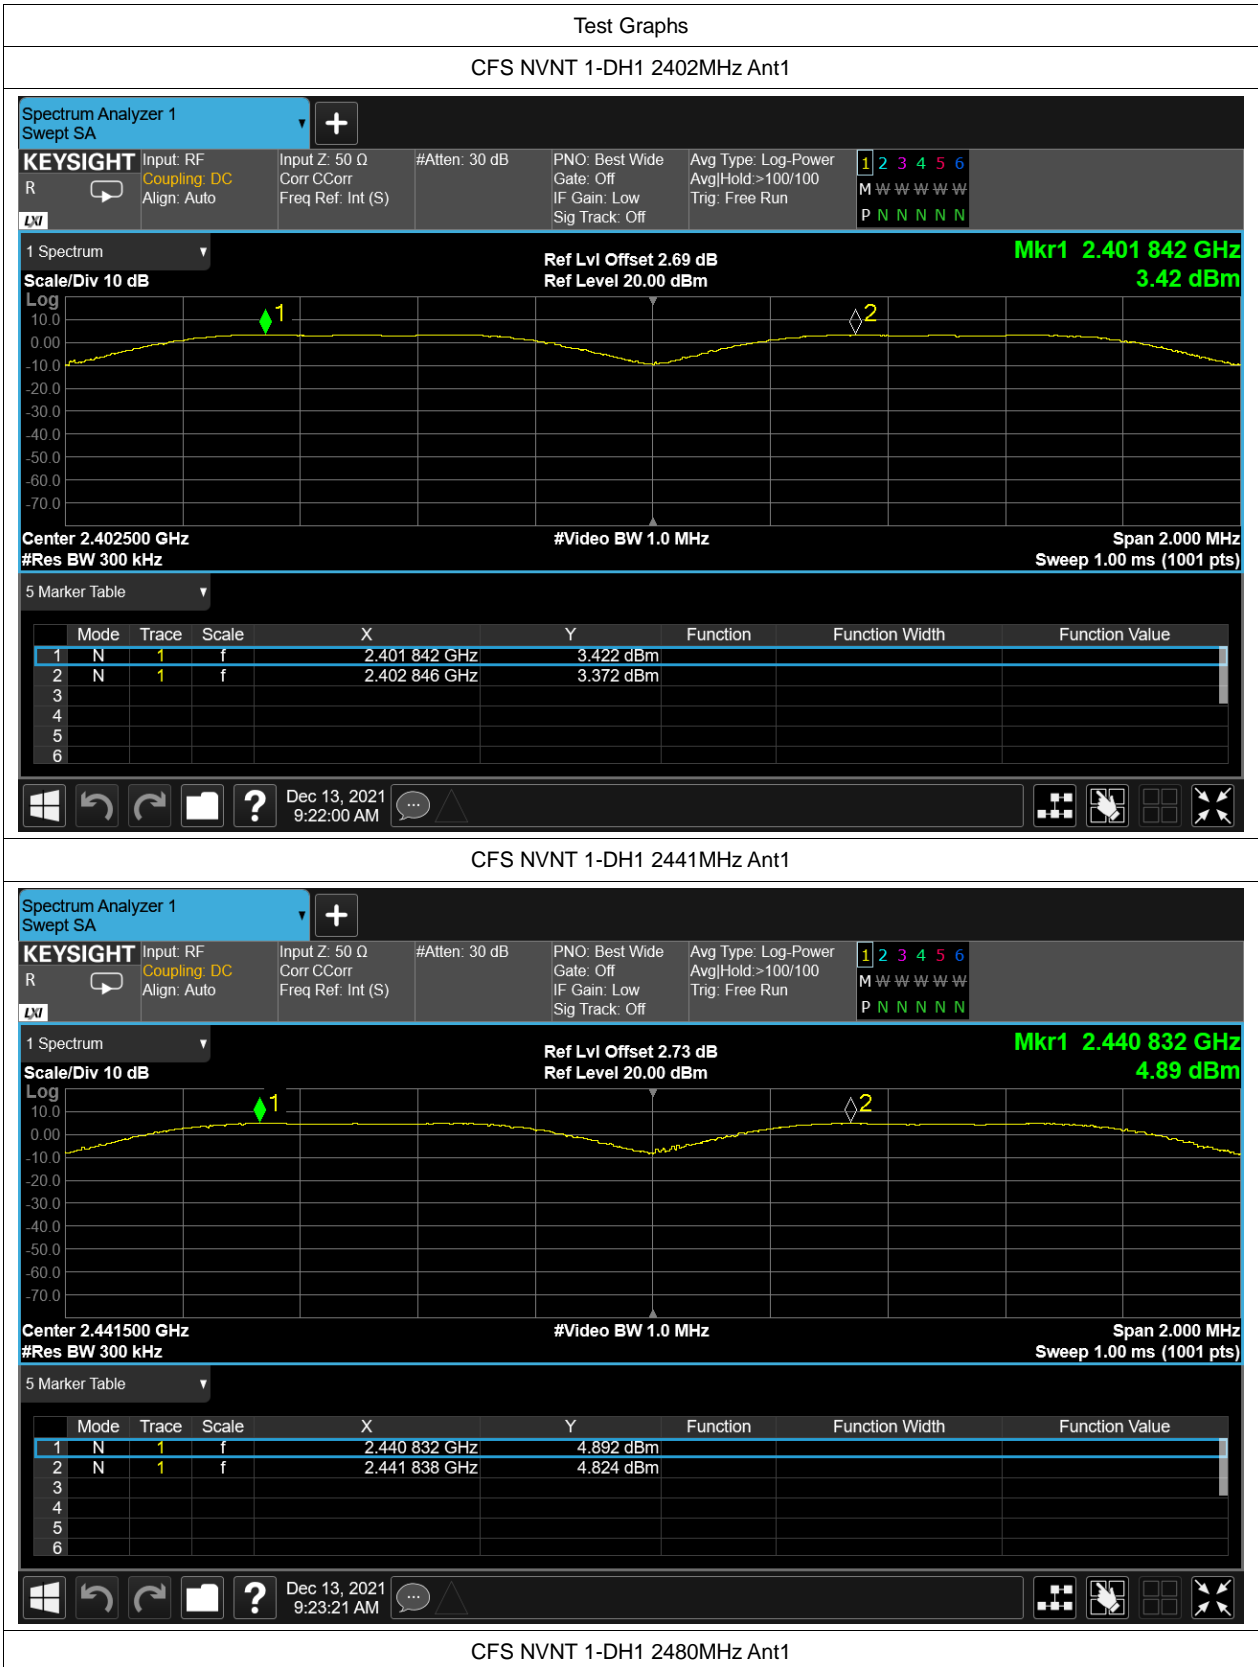 Test Graphs
CFS NVNT 1-DH1 2402MHz Ant1
Spectrum Analyzer 1
Swept SA
KEYSIGHT
R
LXI
Input: RF
Coupling: DC
Align: Auto
Input Z: 50 Ω
Corr CCorr
Freq Ref: Int (S)
#Atten: 30 dB
PNO: Best Wide
Gate: Off
IF Gain: Low
Sig Track: Off
Avg Type: Log-Power
Avg|Hold:>100/100
Trig: Free Run
1 2 3 4 5 6
M W W W W W
P N N N N N
1 Spectrum
Scale/Div 10 dB
Ref Lvl Offset 2.69 dB
Ref Level 20.00 dBm
Mkr1 2.401 842 GHz
3.42 dBm
Log
10.0
0.00
-10.0
-20.0
-30.0
-40.0
-50.0
-60.0
-70.0
1
2
Center 2.402500 GHz
#Video BW 1.0 MHz
Span 2.000 MHz
#Res BW 300 kHz
Sweep 1.00 ms (1001 pts)
5 Marker Table
Mode Trace Scale X Y Function Function Width Function Value
1 N 1 f 2.401 842 GHz 3.422 dBm
2 N 1 f 2.402 846 GHz 3.372 dBm
3
4
5
6
?
Dec 13, 2021
9:22:00 AM
CFS NVNT 1-DH1 2441MHz Ant1
Spectrum Analyzer 1
Swept SA
KEYSIGHT
R
LXI
Input: RF
Coupling: DC
Align: Auto
Input Z: 50 Ω
Corr CCorr
Freq Ref: Int (S)
#Atten: 30 dB
PNO: Best Wide
Gate: Off
IF Gain: Low
Sig Track: Off
Avg Type: Log-Power
Avg|Hold:>100/100
Trig: Free Run
1 2 3 4 5 6
M W W W W W
P N N N N N
1 Spectrum
Scale/Div 10 dB
Ref Lvl Offset 2.73 dB
Ref Level 20.00 dBm
Mkr1 2.440 832 GHz
4.89 dBm
Log
10.0
0.00
-10.0
-20.0
-30.0
-40.0
-50.0
-60.0
-70.0
1
2
Center 2.441500 GHz
#Video BW 1.0 MHz
Span 2.000 MHz
#Res BW 300 kHz
Sweep 1.00 ms (1001 pts)
5 Marker Table
Mode Trace Scale X Y Function Function Width Function Value
1 N 1 f 2.440 832 GHz 4.892 dBm
2 N 1 f 2.441 838 GHz 4.824 dBm
3
4
5
6
?
Dec 13, 2021
9:23:21 AM
CFS NVNT 1-DH1 2480MHz Ant1